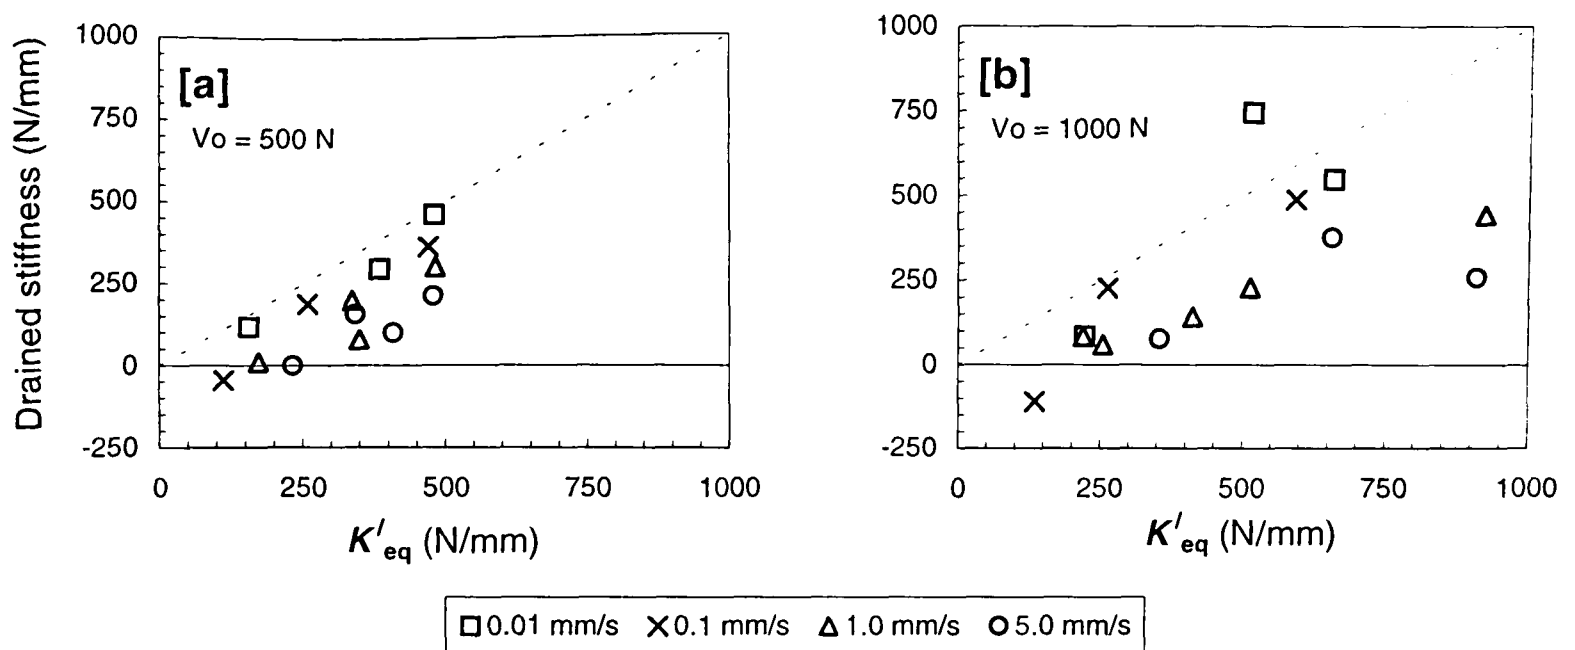 Drained stiffness (N/mm)
1000
750
500
250
0
-250
[a]
Vo = 500 N
0 250 500 750 1000
K′eq (N/mm)
1000
750
500
250
0
-250
[b]
Vo = 1000 N
0 250 500 750 1000
K′eq (N/mm)
0.01 mm/s 0.1 mm/s 1.0 mm/s 5.0 mm/s